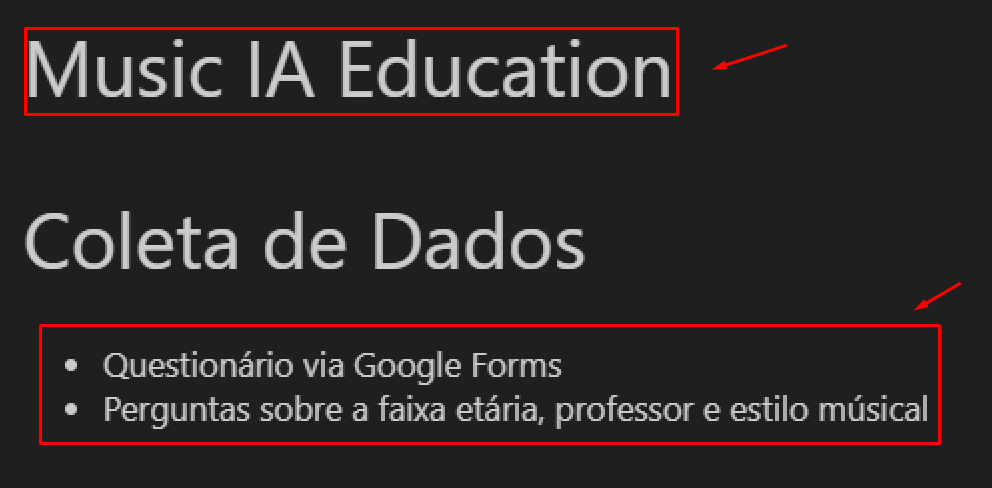 Music IA Education
Coleta de Dados
Questionário via Google Forms
Perguntas sobre a faixa etária, professor e estilo músical